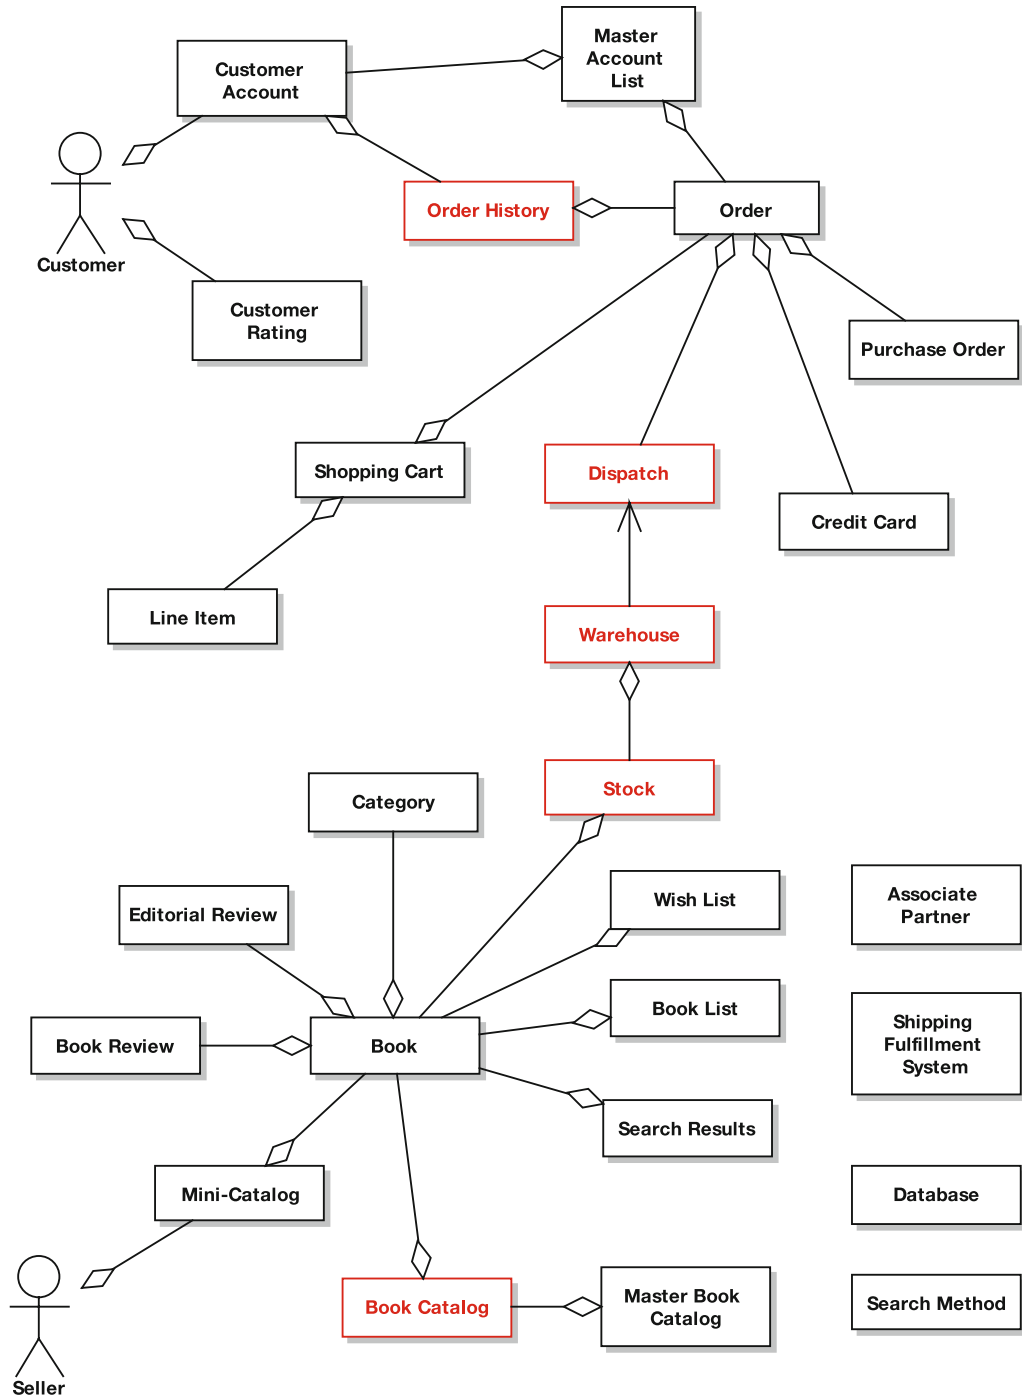 Master
Account
List
Customer
Account
Order History
Order
Customer
Customer
Rating
Purchase Order
Shopping Cart
Dispatch
Credit Card
Line Item
Warehouse
Stock
Category
Wish List
Associate
Partner
Editorial Review
Book List
Shipping
Fulfillment
System
Book Review
Book
Search Results
Mini-Catalog
Database
Book Catalog
Master Book
Catalog
Search Method
Seller